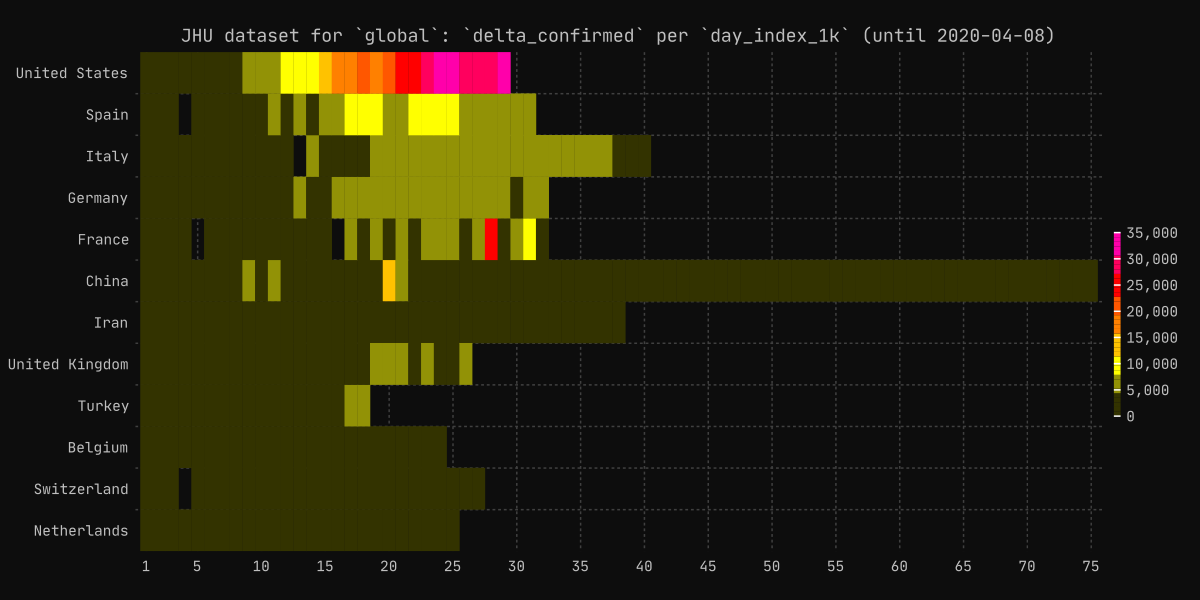 JHU dataset for `global`: `delta_confirmed` per `day_index_1k` (until 2020-04-08)
United States
Spain
Italy
Germany
France
China
Iran
United Kingdom
Turkey
Belgium
Switzerland
Netherlands
1 5 10 15 20 25 30 35 40 45 50 55 60 65 70 75
35,000
30,000
25,000
20,000
15,000
10,000
5,000
0